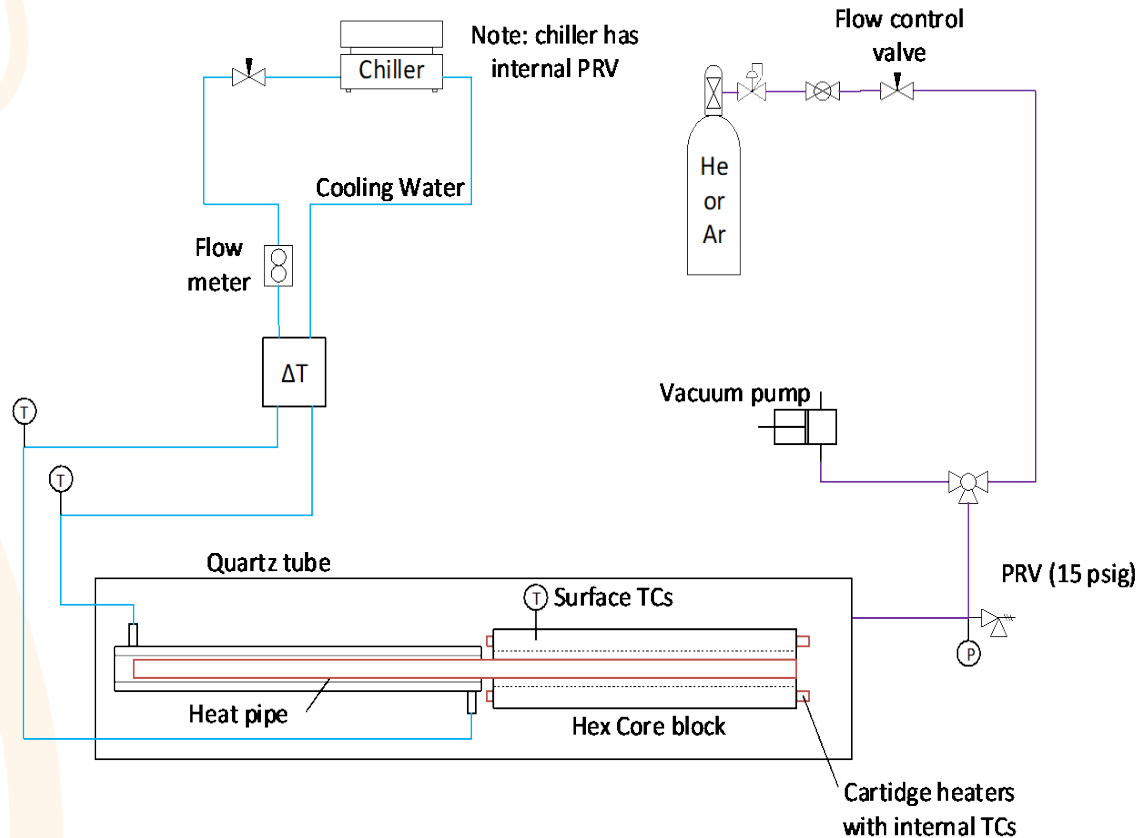 Note: chiller has
internal PRV
Chiller
Flow control
valve
He
or
Ar
Cooling Water
Flow
meter
ΔT
T
T
Vacuum pump
Quartz tube
T
Surface TCs
PRV (15 psig)
P
Heat pipe
Hex Core block
Cartidge heaters
with internal TCs